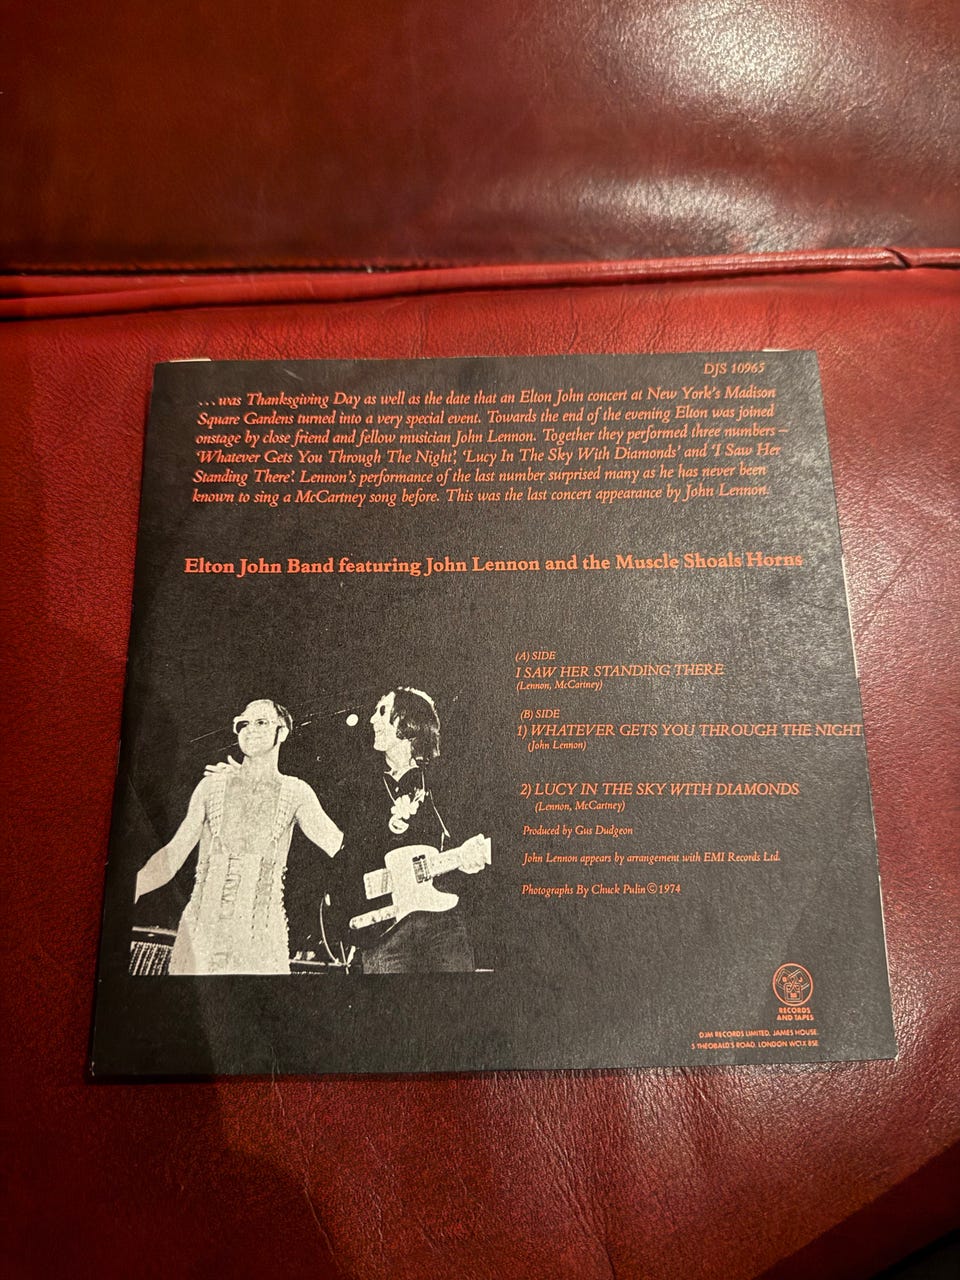 DJS 10965
...was Thanksgiving Day as well as the date that an Elton John concert at New York's Madison
Square Gardens turned into a very special event. Towards the end of the evening Elton was joined
onstage by close friend and fellow musician John Lennon. Together they performed three numbers –
'Whatever Gets You Through The Night', 'Lucy In The Sky With Diamonds' and 'I Saw Her
Standing There'. Lennon's performance of the last number surprised many as he has never been
known to sing a McCartney song before. This was the last concert appearance by John Lennon.
Elton John Band featuring John Lennon and the Muscle Shoals Horns
(A) SIDE
I SAW HER STANDING THERE
(Lennon, McCartney)
(B) SIDE
1) WHATEVER GETS YOU THROUGH THE NIGHT
(John Lennon)
2) LUCY IN THE SKY WITH DIAMONDS
(Lennon, McCartney)
Produced by Gus Dudgeon
John Lennon appears by arrangement with EMI Records Ltd.
Photographs By Chuck Pulin © 1974
RECORDS
AND TAPES
DJM RECORDS LIMITED, JAMES HOUSE,
5 THEOBALD'S ROAD, LONDON WC1X 8SE